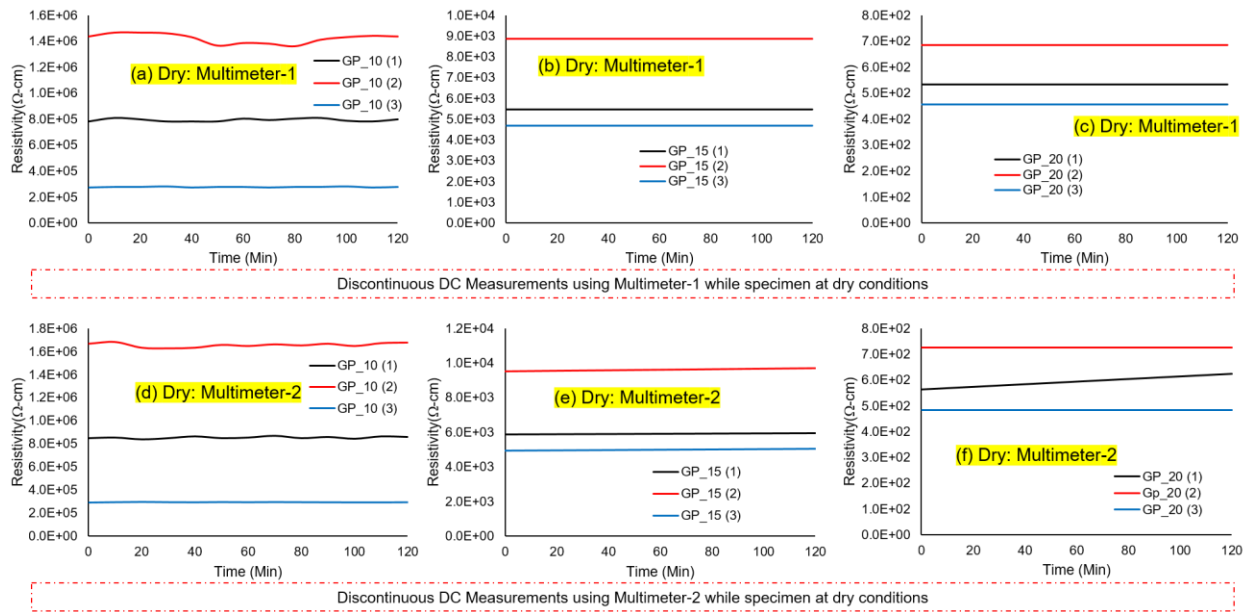 1.6E+06
1.4E+06
1.2E+06
1.0E+06
8.0E+05
6.0E+05
4.0E+05
2.0E+05
0.0E+00
Resistivity(Ω-cm)
(a) Dry: Multimeter-1
GP_10 (1)
GP_10 (2)
GP_10 (3)
0 20 40 60 80 100 120
Time (Min)
1.0E+04
9.0E+03
8.0E+03
7.0E+03
6.0E+03
5.0E+03
4.0E+03
3.0E+03
2.0E+03
1.0E+03
0.0E+00
Resistivity(Ω-cm)
(b) Dry: Multimeter-1
GP_15 (1)
GP_15 (2)
GP_15 (3)
0 20 40 60 80 100 120
Time (Min)
8.0E+02
7.0E+02
6.0E+02
5.0E+02
4.0E+02
3.0E+02
2.0E+02
1.0E+02
0.0E+00
Resistivity(Ω-cm)
(c) Dry: Multimeter-1
GP_20 (1)
GP_20 (2)
GP_20 (3)
0 20 40 60 80 100 120
Time (Min)
Discontinuous DC Measurements using Multimeter-1 while specimen at dry conditions
1.8E+06
1.6E+06
1.4E+06
1.2E+06
1.0E+06
8.0E+05
6.0E+05
4.0E+05
2.0E+05
0.0E+00
Resistivity(Ω-cm)
(d) Dry: Multimeter-2
GP_10 (1)
GP_10 (2)
GP_10 (3)
0 20 40 60 80 100 120
Time (Min)
1.2E+04
1.0E+04
8.0E+03
6.0E+03
4.0E+03
2.0E+03
0.0E+00
Resistivity(Ω-cm)
(e) Dry: Multimeter-2
GP_15 (1)
GP_15 (2)
GP_15 (3)
0 20 40 60 80 100 120
Time (Min)
8.0E+02
7.0E+02
6.0E+02
5.0E+02
4.0E+02
3.0E+02
2.0E+02
1.0E+02
0.0E+00
Resistivity(Ω-cm)
(f) Dry: Multimeter-2
GP_20 (1)
Gp_20 (2)
GP_20 (3)
0 20 40 60 80 100 120
Time (Min)
Discontinuous DC Measurements using Multimeter-2 while specimen at dry conditions